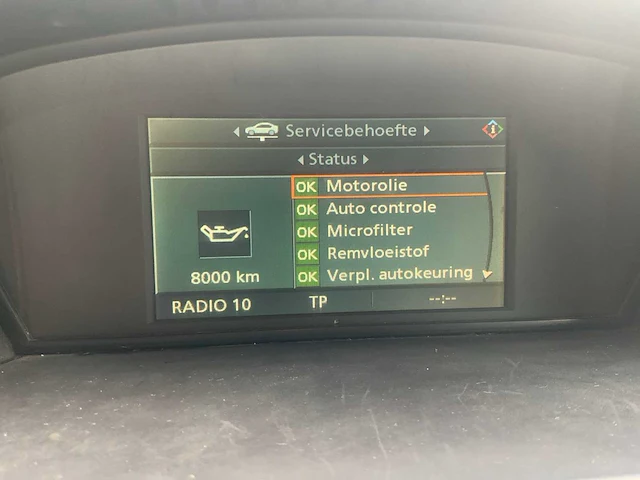 Servicebehoefte
Status
OK Motorolie
OK Auto controle
OK Microfilter
OK Remvloeistof
OK Verpl. autokeuring
8000 km
RADIO 10 TP --:--